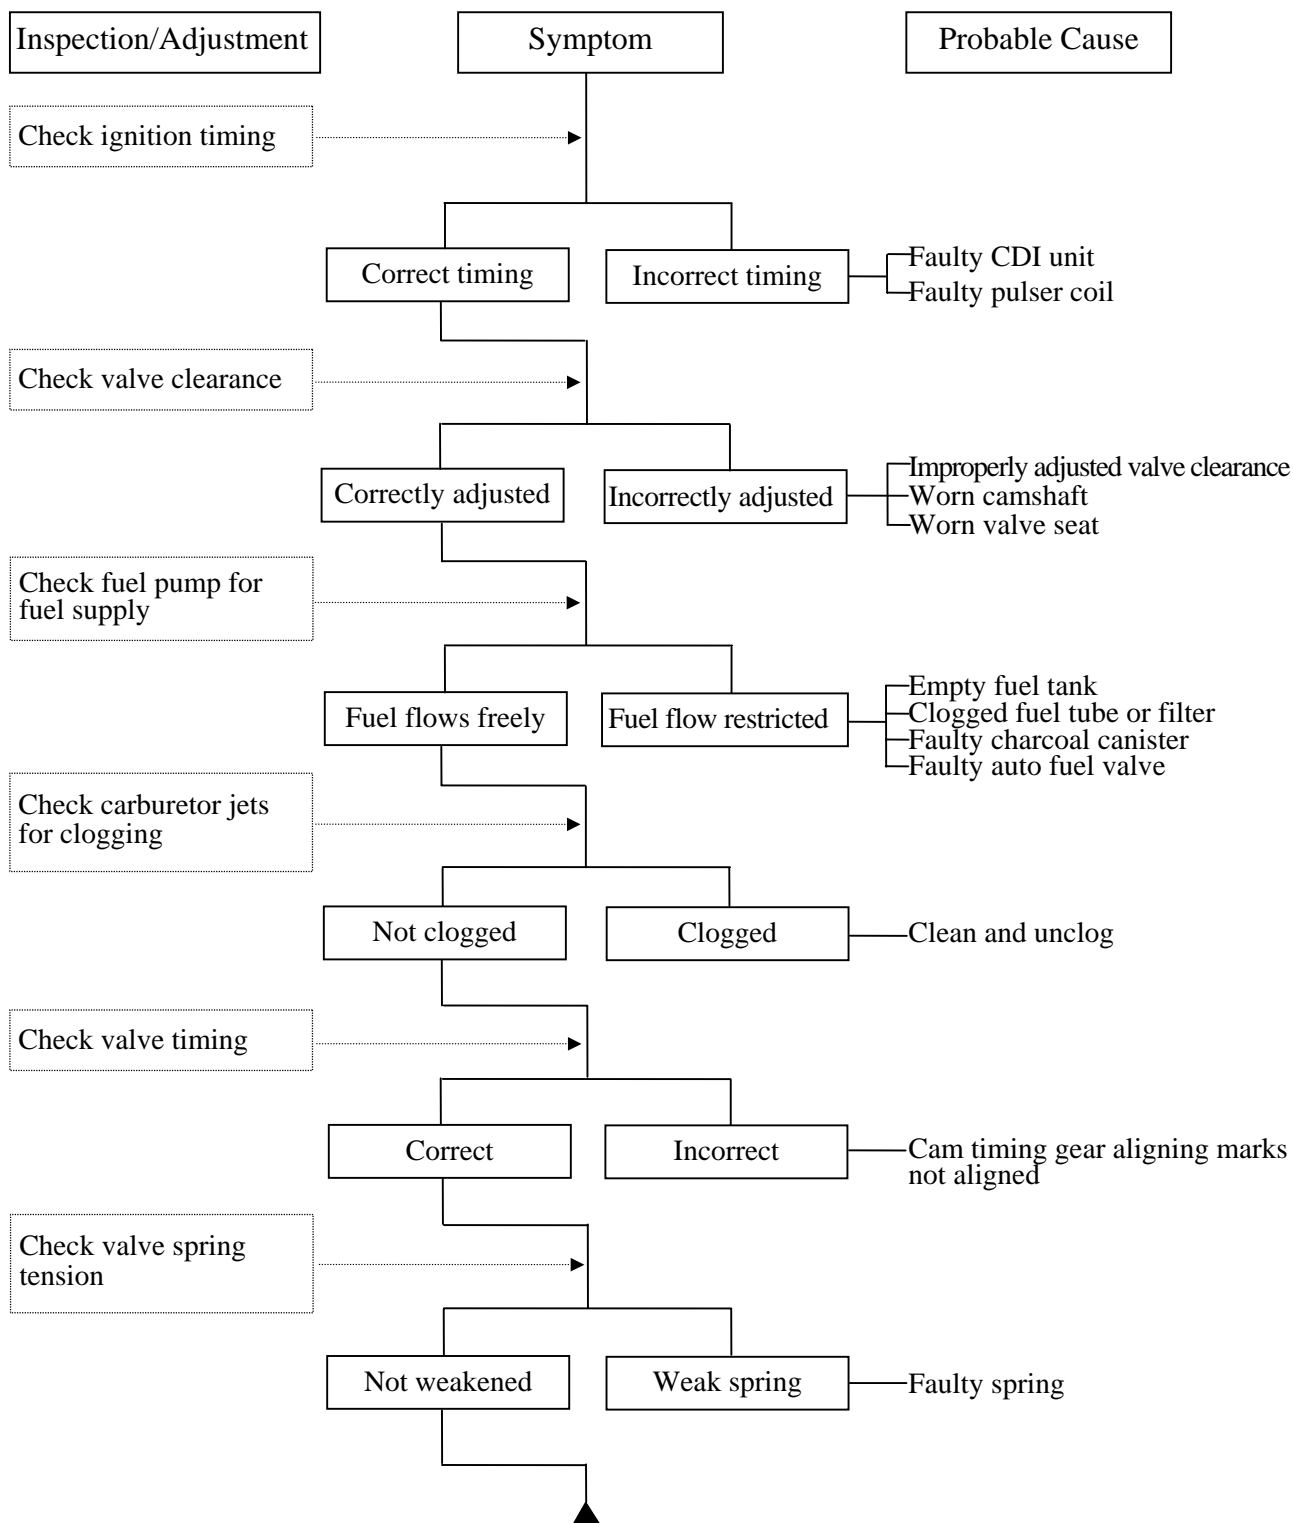 Inspection/Adjustment
Symptom
Probable Cause
Check ignition timing
Correct timing
Incorrect timing
Faulty CDI unit
Faulty pulser coil
Check valve clearance
Correctly adjusted
Incorrectly adjusted
Improperly adjusted valve clearance
Worn camshaft
Worn valve seat
Check fuel pump for
fuel supply
Fuel flows freely
Fuel flow restricted
Empty fuel tank
Clogged fuel tube or filter
Faulty charcoal canister
Faulty auto fuel valve
Check carburetor jets
for clogging
Not clogged
Clogged
Clean and unclog
Check valve timing
Correct
Incorrect
Cam timing gear aligning marks
not aligned
Check valve spring
tension
Not weakened
Weak spring
Faulty spring